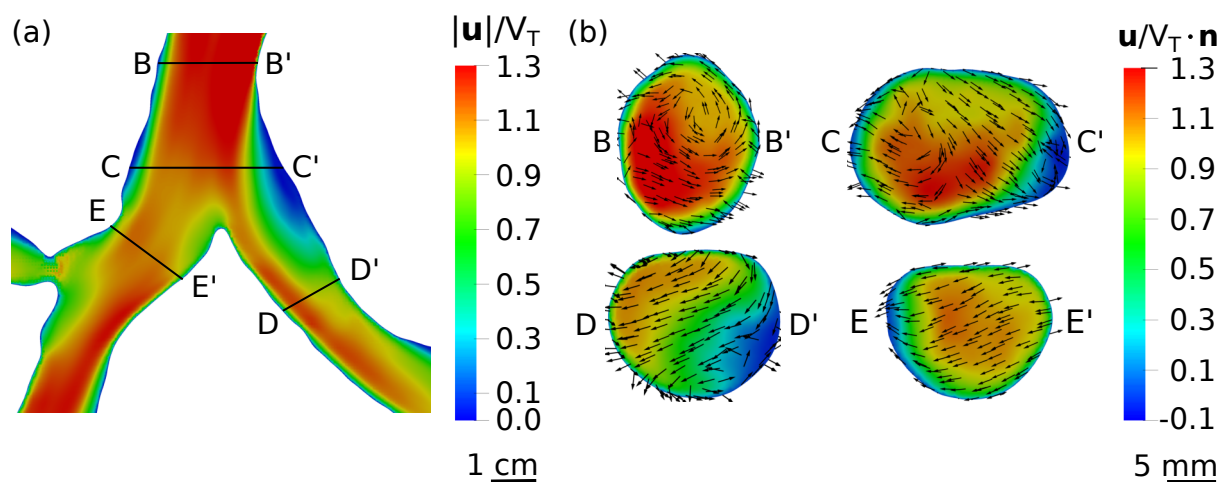 (a)
|u|/V_T
1.3
1.1
0.9
0.7
0.5
0.3
0.1
0.0
1 cm
B B'
C C'
E
E'
D'
D
(b)
u/V_T · n
1.3
1.1
0.9
0.7
0.5
0.3
0.1
-0.1
5 mm
B B'
C C'
D D'
E E'